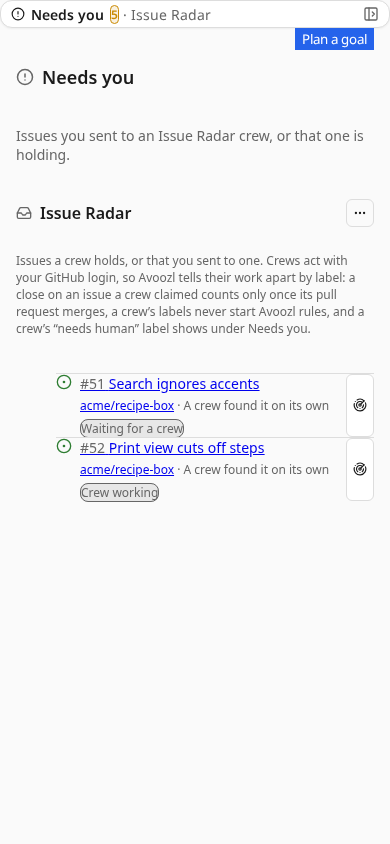 Needs you 5 · Issue Radar
Plan a goal
Needs you
Issues you sent to an Issue Radar crew, or that one is
holding.
Issue Radar
Issues a crew holds, or that you sent to one. Crews act with
your GitHub login, so Avoozl tells their work apart by label: a
close on an issue a crew claimed counts only once its pull
request merges, a crew’s labels never start Avoozl rules, and a
crew’s “needs human” label shows under Needs you.
#51 Search ignores accents
acme/recipe-box · A crew found it on its own
Waiting for a crew
#52 Print view cuts off steps
acme/recipe-box · A crew found it on its own
Crew working